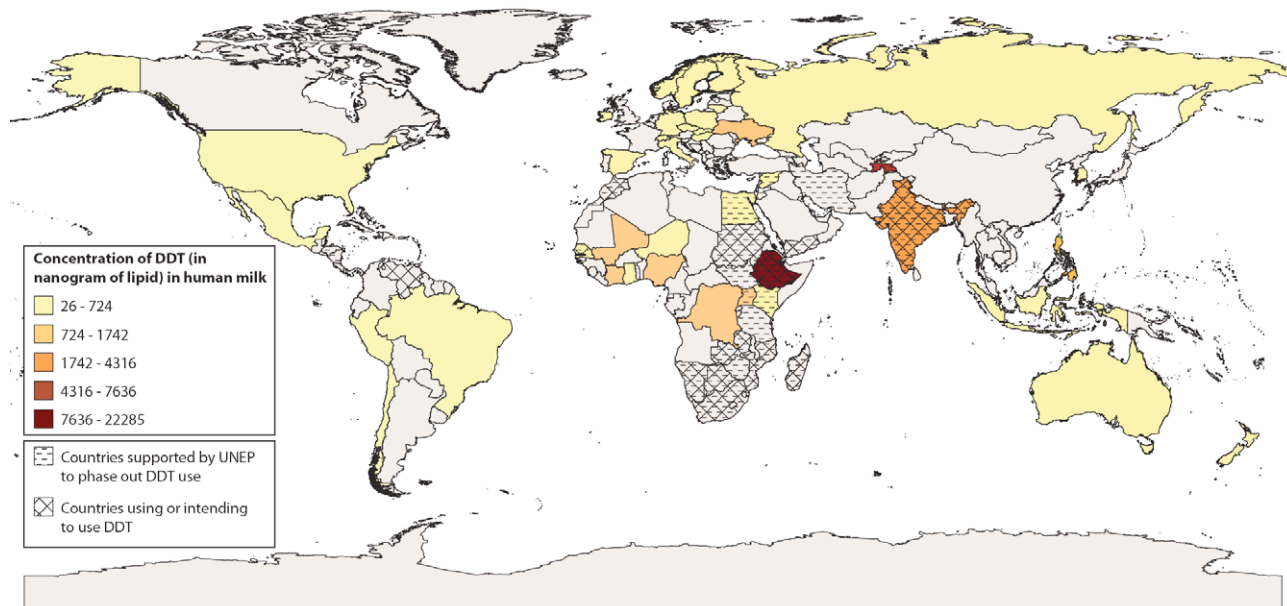 Concentration of DDT (in
nanogram of lipid) in human milk
26 - 724
724 - 1742
1742 - 4316
4316 - 7636
7636 - 22285
Countries supported by UNEP
to phase out DDT use
Countries using or intending
to use DDT